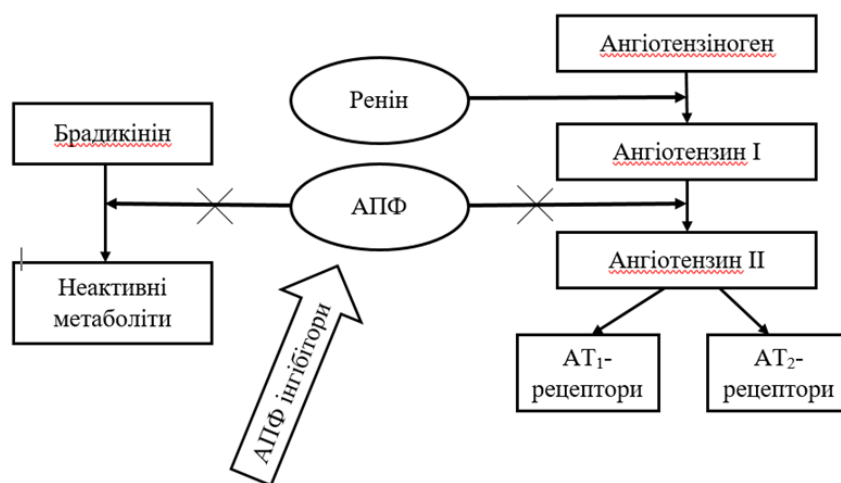 Ангіотензіноген
Ренін
Брадикінін
Ангіотензин I
АПФ
Ангіотензин II
Неактивні
метаболіти
АПФ інгібітори
АТ₁-
рецептори
АТ₂-
рецептори